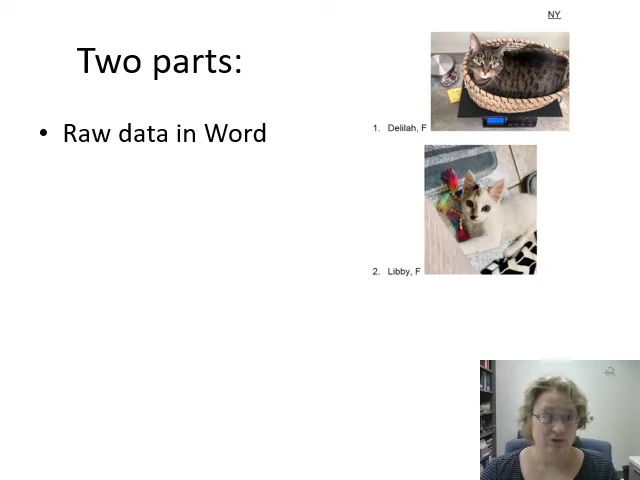 Two parts:
• Raw data in Word
NY
1. Delilah, F
2. Libby, F